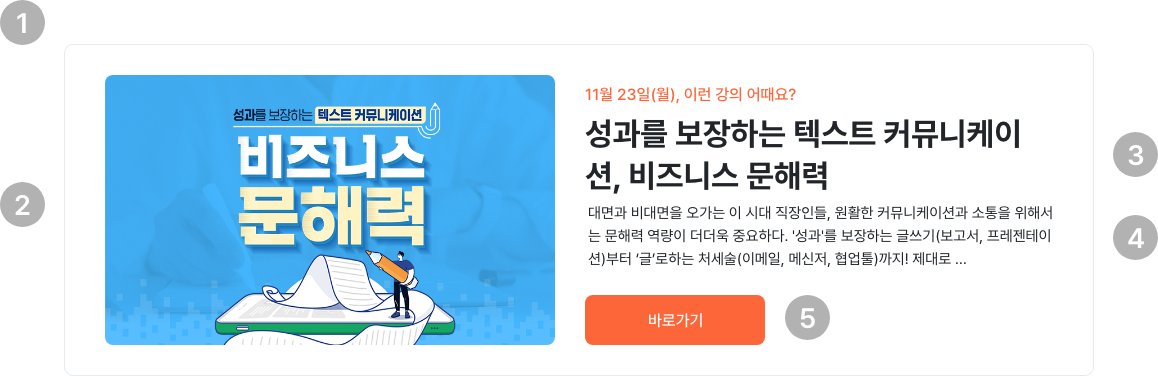 1
2
성과를 보장하는 텍스트 커뮤니케이션
비즈니스
문해력
11월 23일(월), 이런 강의 어때요?
성과를 보장하는 텍스트 커뮤니케이
션, 비즈니스 문해력
3
대면과 비대면을 오가는 이 시대 직장인들, 원활한 커뮤니케이션과 소통을 위해서
는 문해력 역량이 더더욱 중요하다. '성과'를 보장하는 글쓰기(보고서, 프레젠테이
션)부터 ‘글’로하는 처세술(이메일, 메신저, 협업툴)까지! 제대로 ...
4
바로가기
5